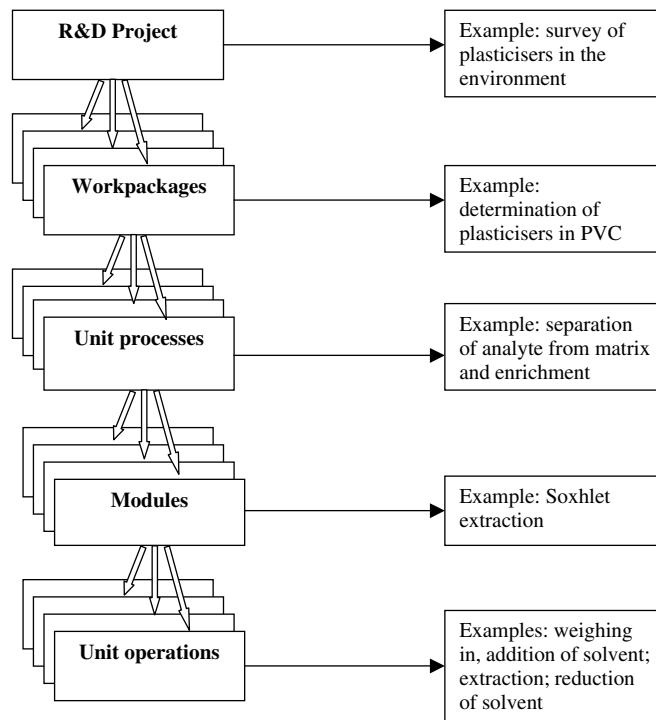 R&D Project
Example: survey of
plasticisers in the
environment
Workpackages
Example:
determination of
plasticisers in PVC
Unit processes
Example: separation
of analyte from matrix
and enrichment
Modules
Example: Soxhlet
extraction
Unit operations
Examples: weighing
in, addition of solvent;
extraction; reduction
of solvent